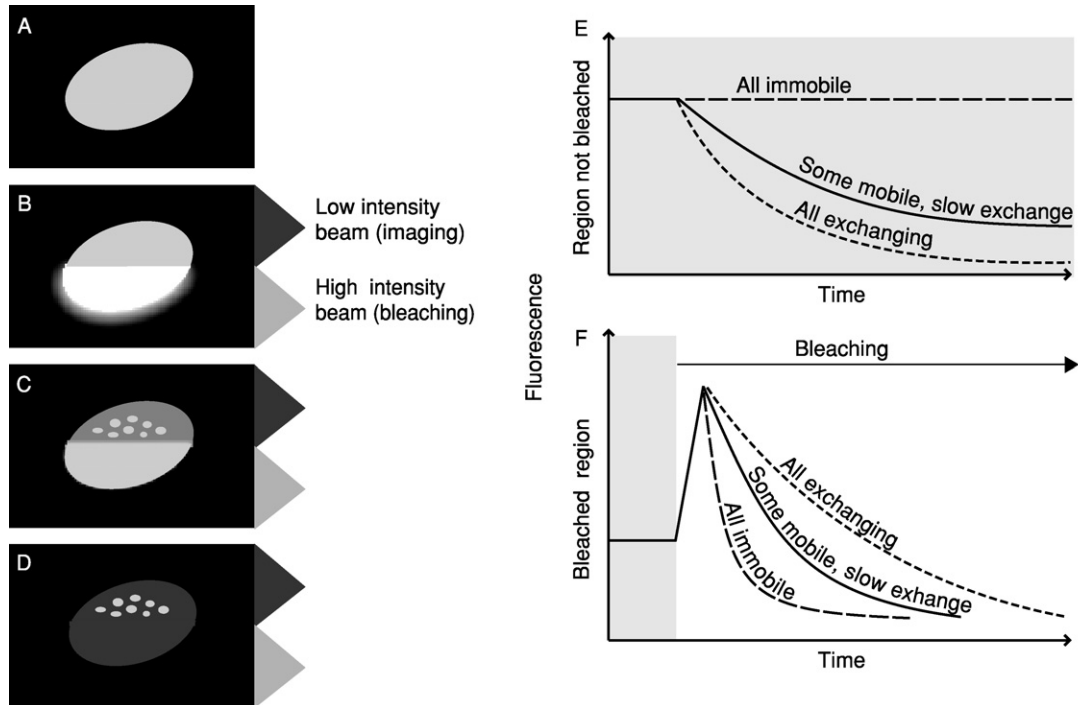 A
B
Low intensity
beam (imaging)
High intensity
beam (bleaching)
C
D
Fluorescence
E
Region not bleached
All immobile
Some mobile, slow exchange
All exchanging
Time
F
Bleaching
Bleached region
All exchanging
Some mobile, slow exhange
All immobile
Time